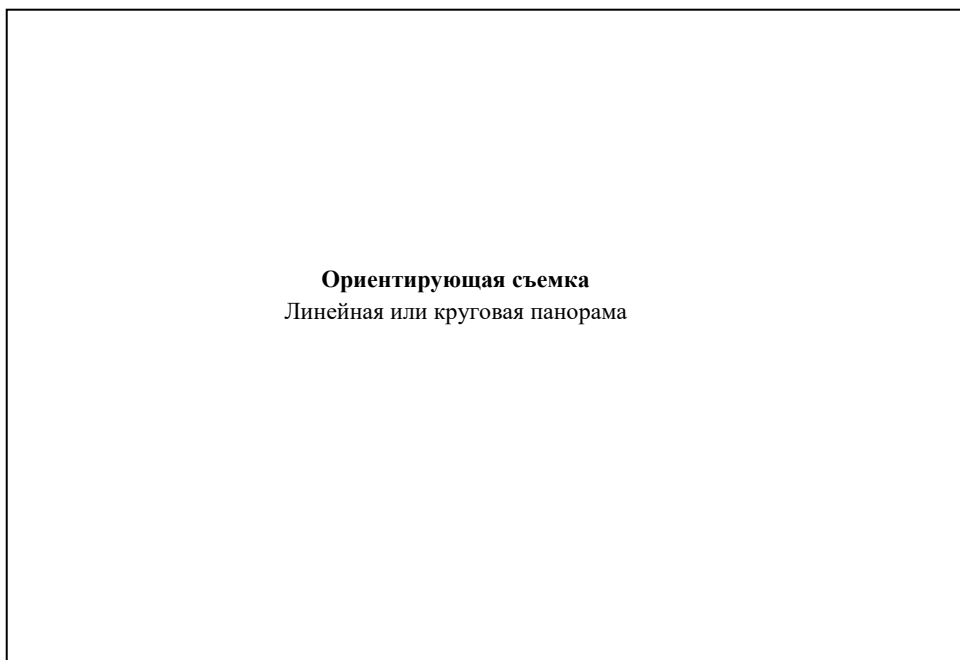 Ориентирующая съемка
Линейная или круговая панорама